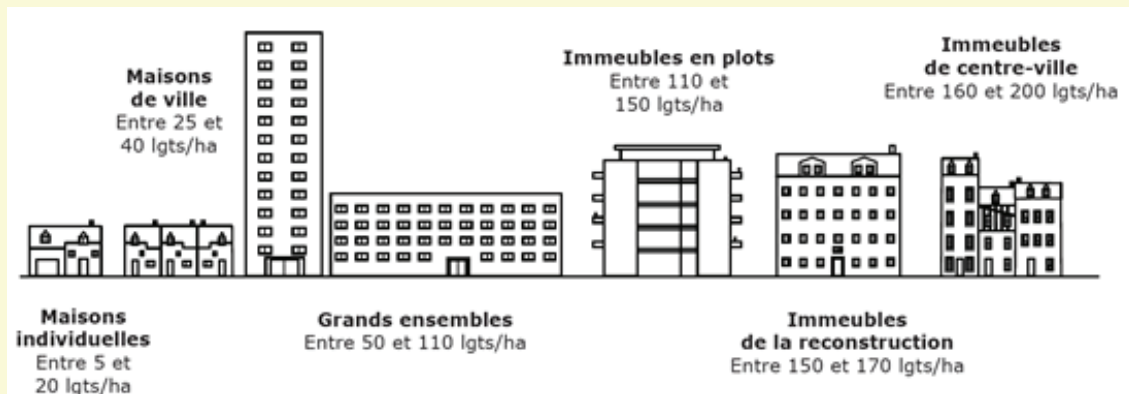 Maisons
de ville
Entre 25 et
40 lgts/ha
Immeubles en plots
Entre 110 et
150 lgts/ha
Immeubles
de centre-ville
Entre 160 et 200 lgts/ha
Maisons
individuelles
Entre 5 et
20 lgts/ha
Grands ensembles
Entre 50 et 110 lgts/ha
Immeubles
de la reconstruction
Entre 150 et 170 lgts/ha